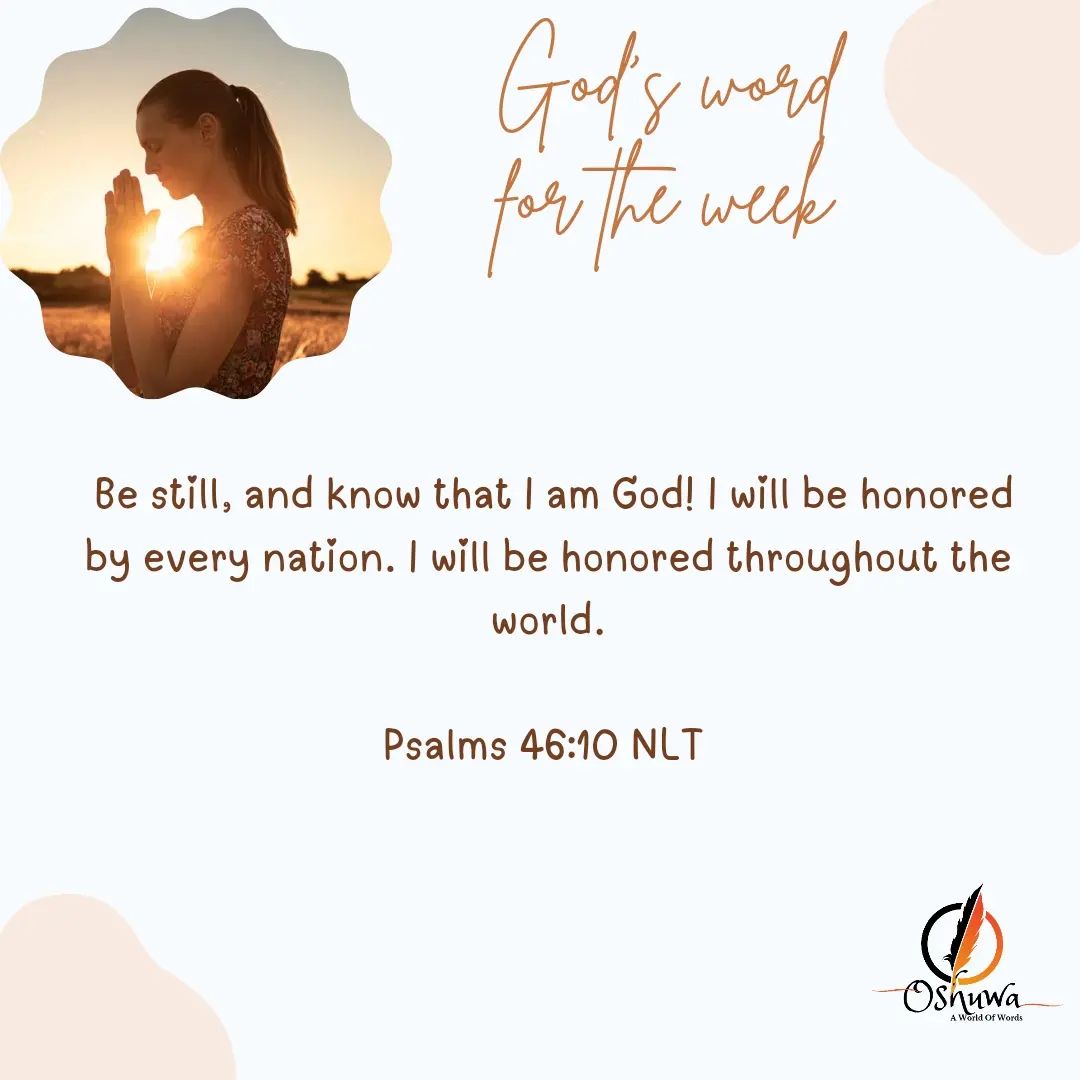 God's word
for the week
Be still, and know that I am God! I will be honored
by every nation. I will be honored throughout the
world.
Psalms 46:10 NLT
Oshuwa
A World Of Words